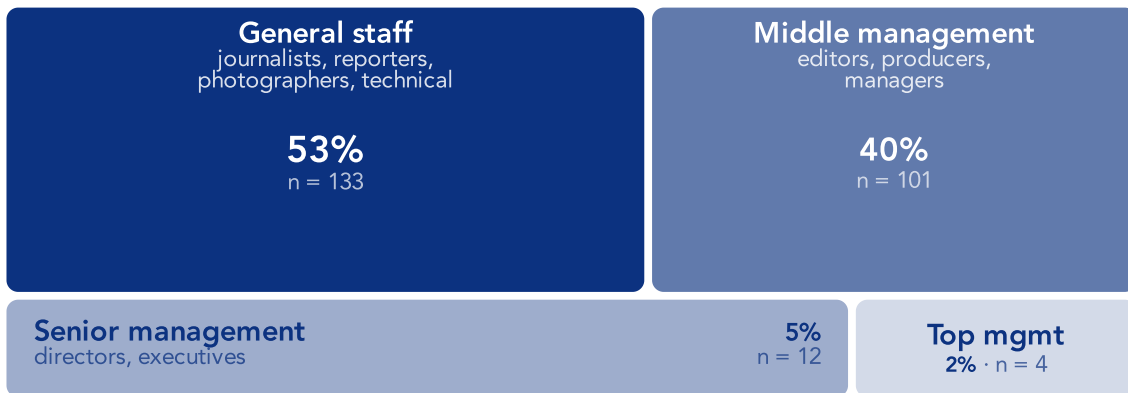 General staff
journalists, reporters,
photographers, technical
53%
n = 133
Middle management
editors, producers,
managers
40%
n = 101
Senior management
directors, executives
5%
n = 12
Top mgmt
2% · n = 4